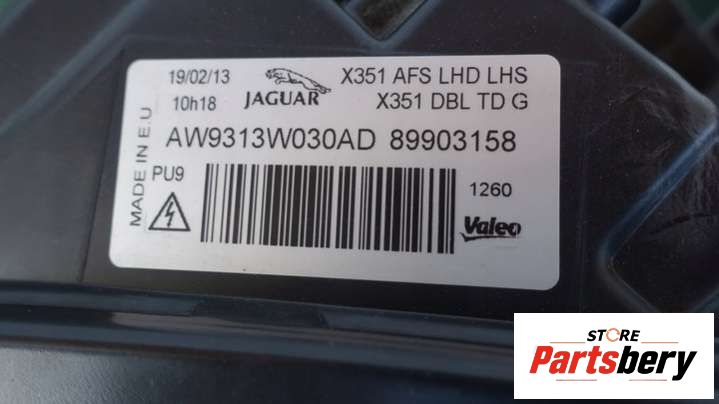 MADE IN E.U
19/02/13
10h18
JAGUAR
X351 AFS LHD LHS
X351 DBL TD G
AW9313W030AD 89903158
PU9
1260
Valeo
STORE
Partsbery